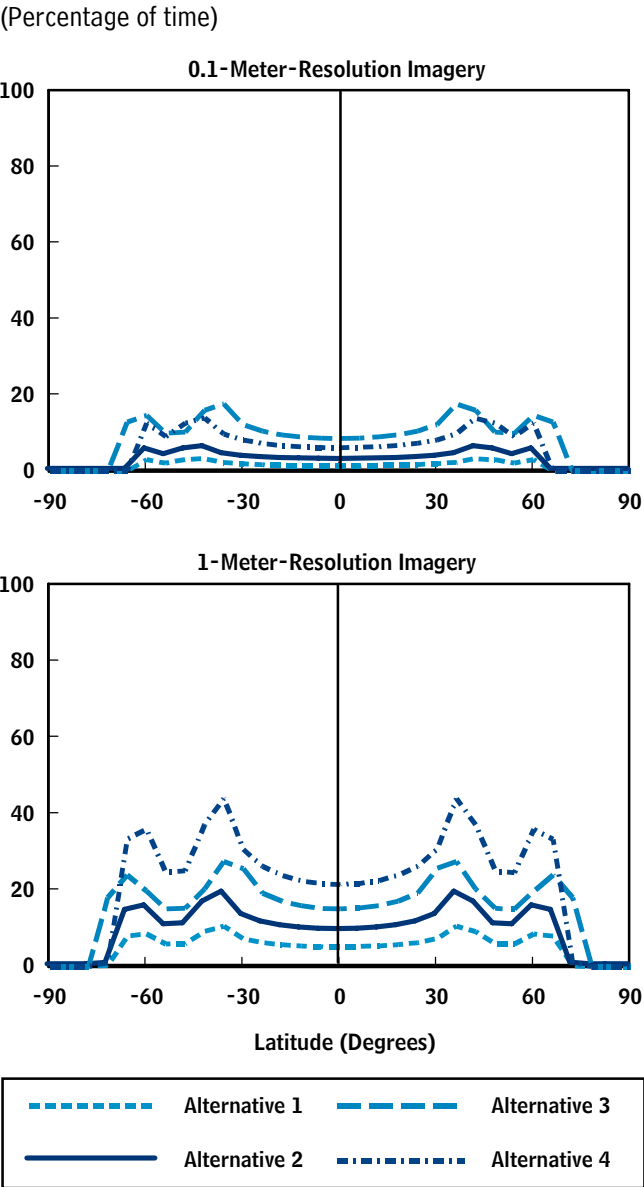 (Percentage of time)
0.1-Meter-Resolution Imagery
100
80
60
40
20
0
-90 -60 -30 0 30 60 90
1-Meter-Resolution Imagery
100
80
60
40
20
0
-90 -60 -30 0 30 60 90
Latitude (Degrees)
Alternative 1 Alternative 3
Alternative 2 Alternative 4